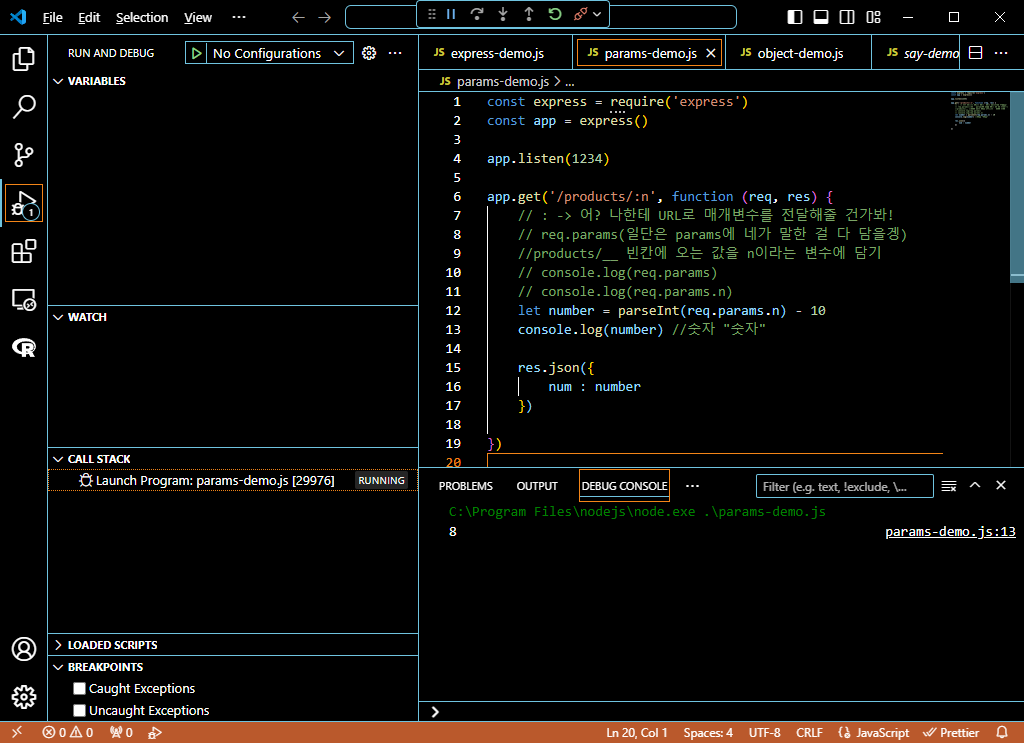 File Edit Selection View ...
RUN AND DEBUG No Configurations ...
express-demo.js
JS params-demo.js
JS object-demo.js
JS say-demo
JS params-demo.js > ...
VARIABLES
WATCH
CALL STACK
Launch Program: params-demo.js [29976] RUNNING
LOADED SCRIPTS
BREAKPOINTS
Caught Exceptions
Uncaught Exceptions
1 const express = require('express')
2 const app = express()
3
4 app.listen(1234)
5
6 app.get('/products/:n', function (req, res) {
7 // : -> 어? 나한테 URL로 매개변수를 전달해줄 건가봐!
8 // req.params(일단은 params에 네가 말한 걸 다 담을겡)
9 //products/__ 빈칸에 오는 값을 n이라는 변수에 담기
10 // console.log(req.params)
11 // console.log(req.params.n)
12 let number = parseInt(req.params.n) - 10
13 console.log(number) //숫자 "숫자"
14
15 res.json({
16 num : number
17 })
18
19 })
20
PROBLEMS OUTPUT DEBUG CONSOLE ... Filter (e.g. text, !exclude, \...
C:\Program Files\nodejs\node.exe .\params-demo.js
8 params-demo.js:13
>
1
0 0 0 Ln 20, Col 1 Spaces: 4 UTF-8 CRLF {} JavaScript Prettier